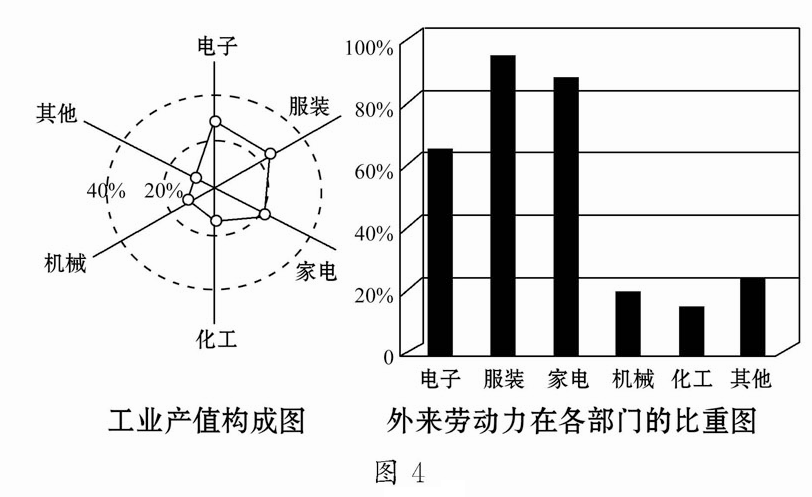 电子
服装
其他
40%
20%
机械
家电
化工
工业产值构成图
100%
80%
60%
40%
20%
0
电子 服装 家电 机械 化工 其他
外来劳动力在各部门的比重图
图 4